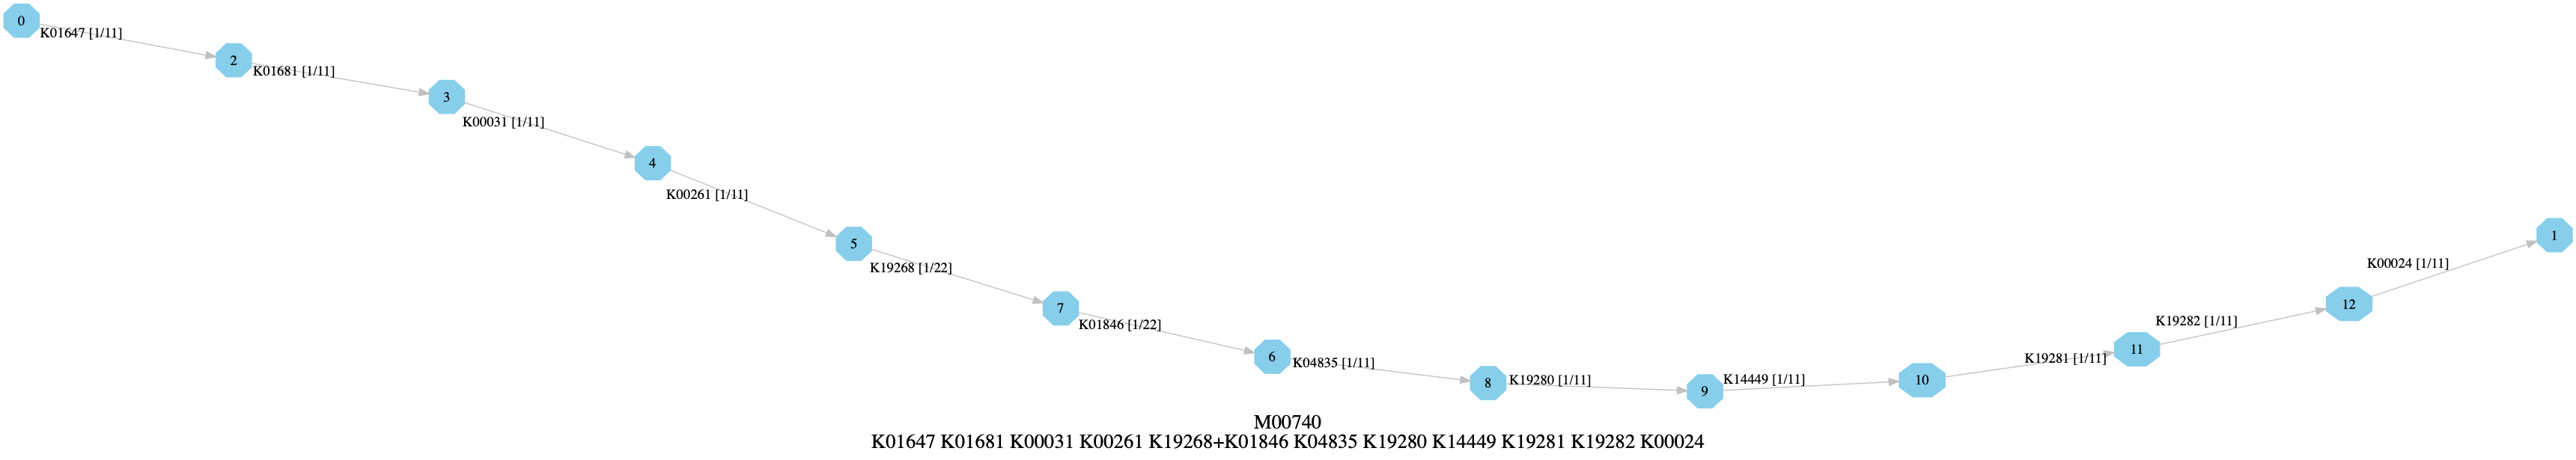 0
K01647 [1/11]
2
K01681 [1/11]
3
K00031 [1/11]
4
K00261 [1/11]
5
K19268 [1/22]
7
K01846 [1/22]
6
K04835 [1/11]
8
K19280 [1/11]
9
K14449 [1/11]
10
K19281 [1/11]
11
K19282 [1/11]
12
K00024 [1/11]
1
M00740
K01647 K01681 K00031 K00261 K19268+K01846 K04835 K19280 K14449 K19281 K19282 K00024